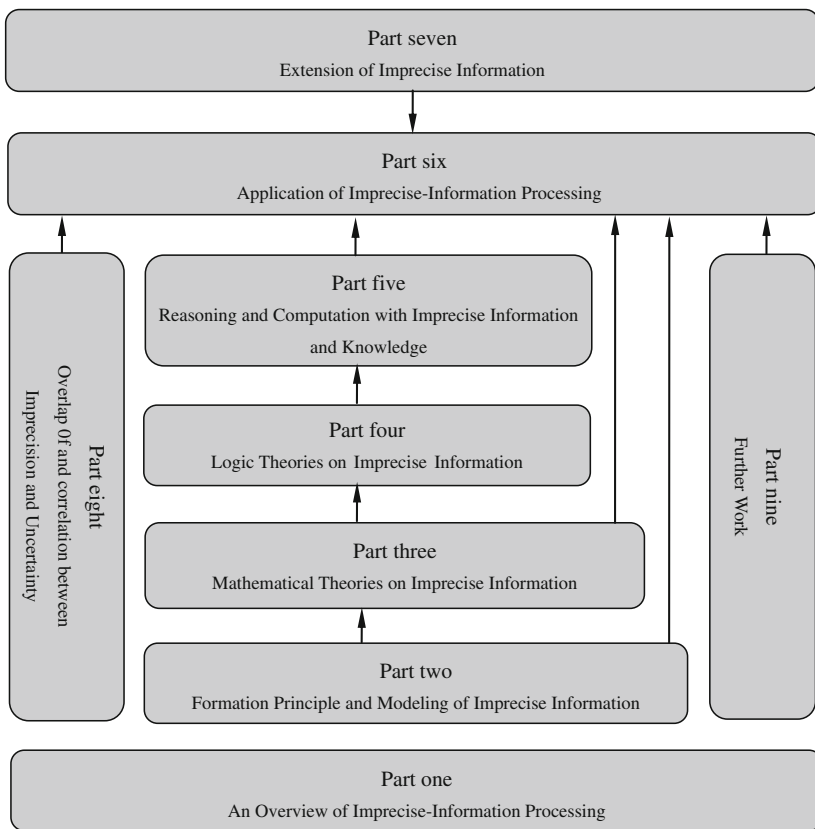 Part seven
Extension of Imprecise Information
Part six
Application of Imprecise-Information Processing
Part eight
Overlap 0f and correlation between
Imprecision and Uncertainty
Part five
Reasoning and Computation with Imprecise Information
and Knowledge
Part four
Logic Theories on Imprecise Information
Part three
Mathematical Theories on Imprecise Information
Part two
Formation Principle and Modeling of Imprecise Information
Part nine
Further Work
Part one
An Overview of Imprecise-Information Processing